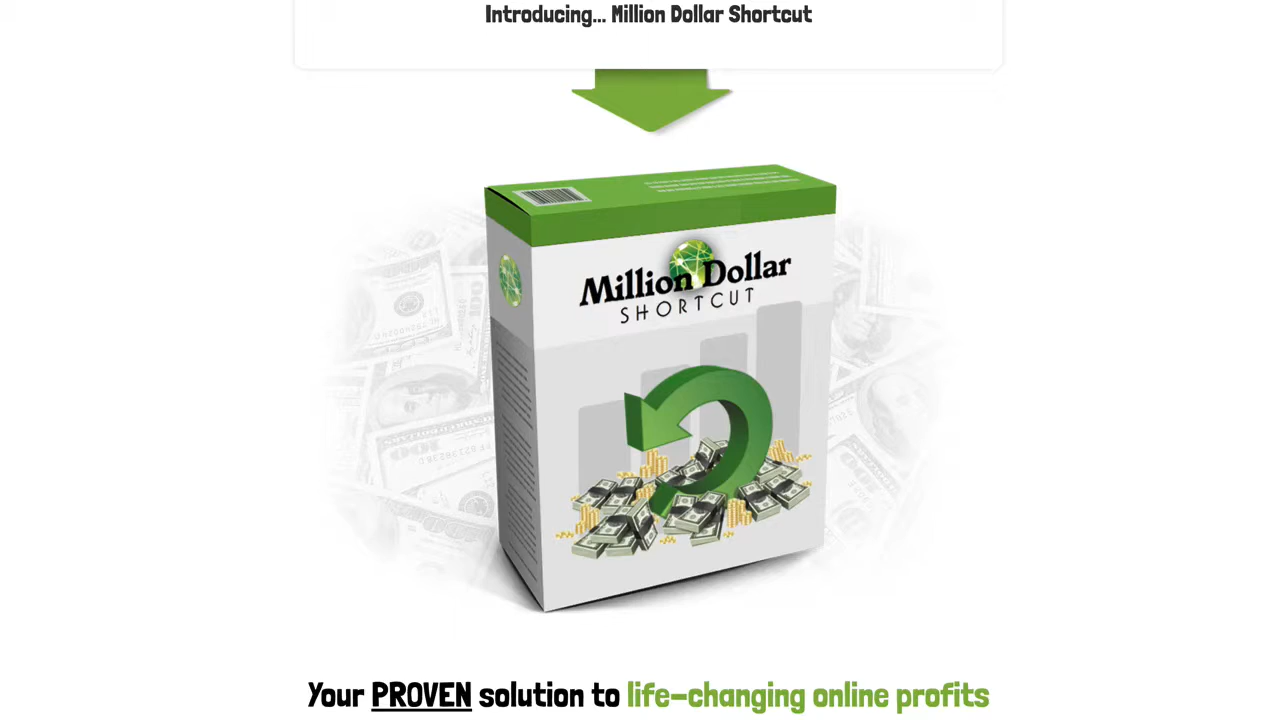 Introducing... Million Dollar Shortcut
Million Dollar
SHORTCUT
Your PROVEN solution to life-changing online profits